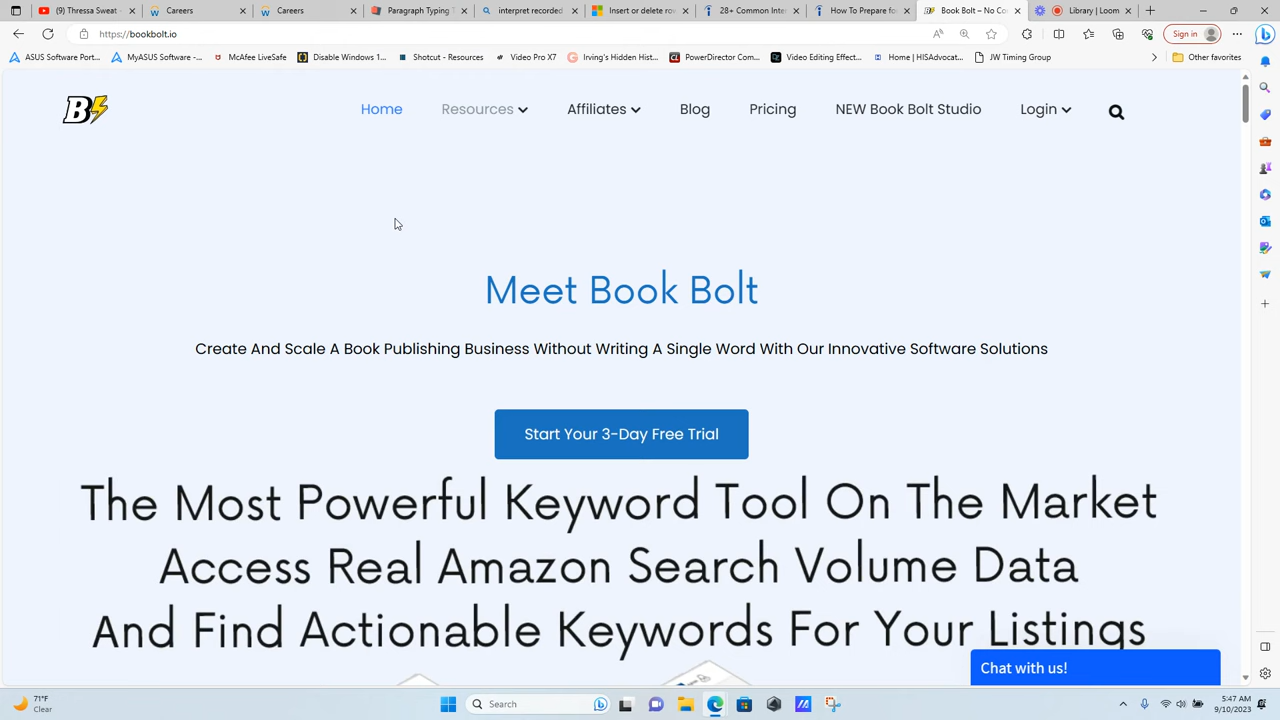 (9) Thressa Sweat -
Careers
Careers
Paragraph Typing T
interpret recorded
Insert or delete ro
28+ Common Inte
How To Prepare fo
Book Bolt – No Co
Library | Loom
https://bookbolt.io
Sign in
ASUS Software Port...
MyASUS Software -...
McAfee LiveSafe
Disable Windows 1...
Shotcut - Resources...
Video Pro X7
Irving's Hidden Hist...
PowerDirector Com...
Video Editing Effect...
Home | HISAdvocat...
JW Timing Group
Other favorites
B
Home
Resources
Affiliates
Blog
Pricing
NEW Book Bolt Studio
Login
Meet Book Bolt
Create And Scale A Book Publishing Business Without Writing A Single Word With Our Innovative Software Solutions
Start Your 3-Day Free Trial
The Most Powerful Keyword Tool On The Market
Access Real Amazon Search Volume Data
And Find Actionable Keywords For Your Listings
Chat with us!
71°F
Clear
Search
5:47 AM
9/10/2023